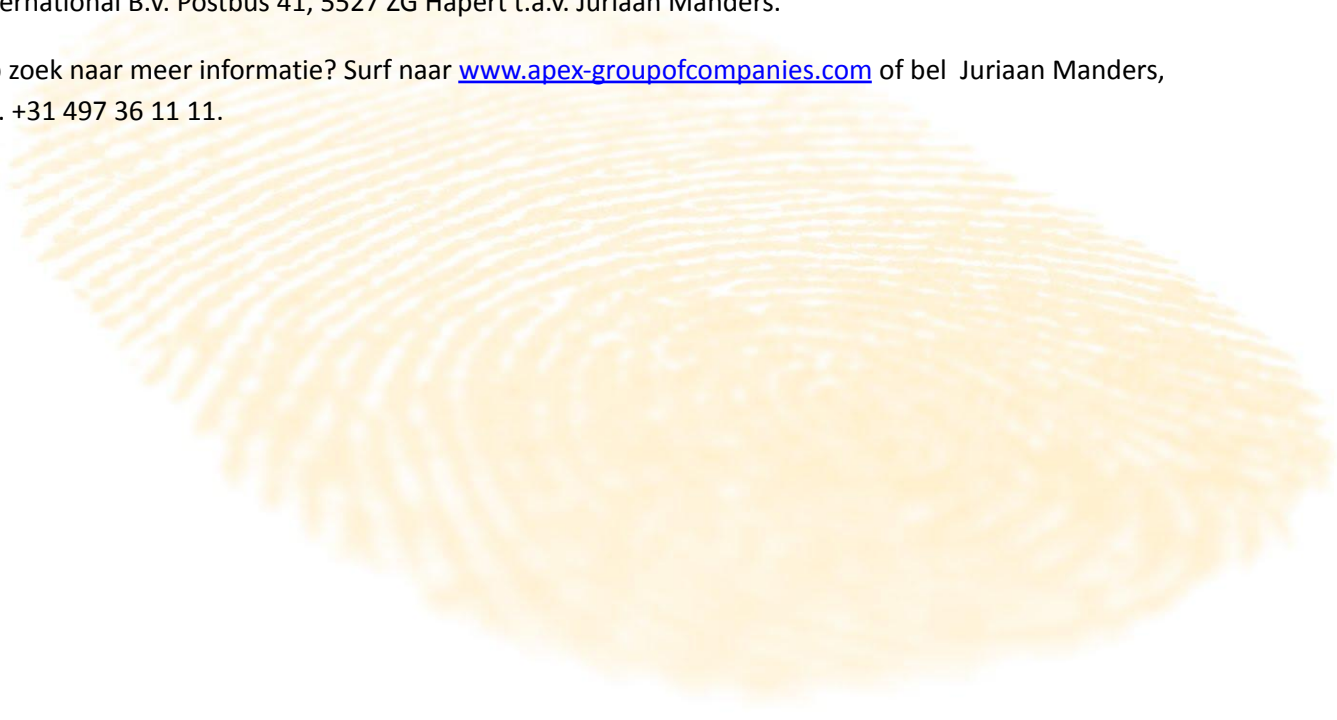 ernational B.V. Postbus 41, 5527 ZG Hapert t.a.v. Juriaan Manders.
zoek naar meer informatie? Surf naar www.apex-groupofcompanies.com of bel  Juriaan Manders,
. +31 497 36 11 11.